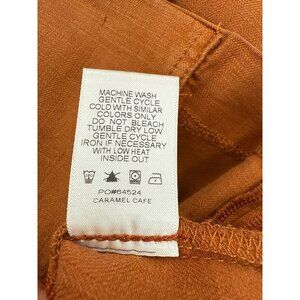 MACHINE WASH
GENTLE CYCLE
COLD WITH SIMILAR
COLORS ONLY
DO NOT BLEACH
TUMBLE DRY LOW
GENTLE CYCLE
IRON IF NECESSARY
WITH LOW HEAT
INSIDE OUT
PO#64524
CARAMEL CAFE